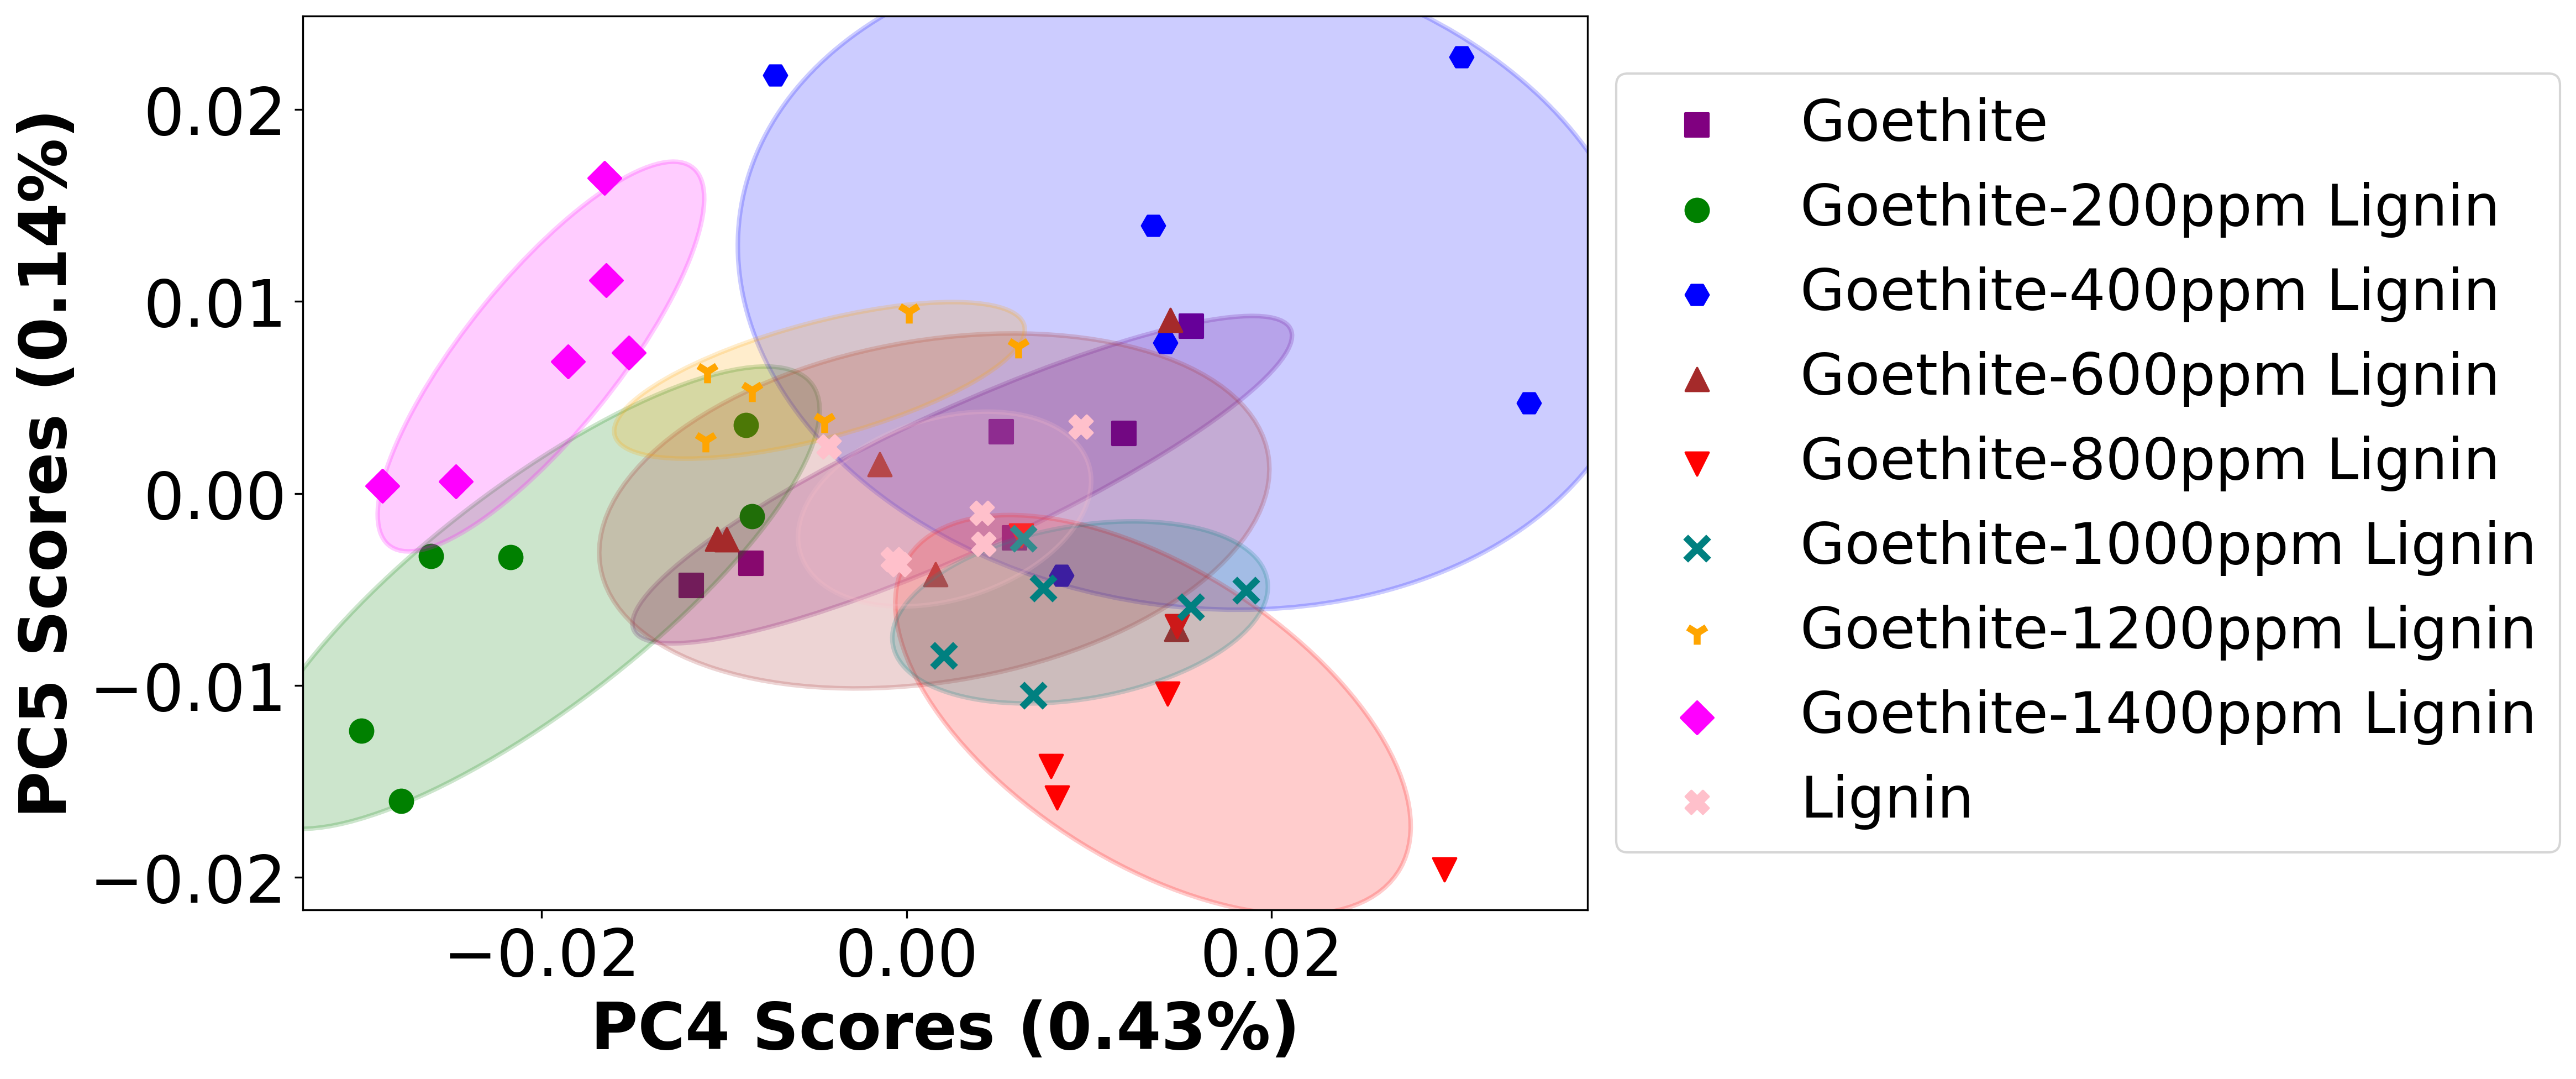 PC5 Scores (0.14%)
0.02
0.01
0.00
−0.01
−0.02
−0.02
0.00
0.02
PC4 Scores (0.43%)
Goethite
Goethite-200ppm Lignin
Goethite-400ppm Lignin
Goethite-600ppm Lignin
Goethite-800ppm Lignin
Goethite-1000ppm Lignin
Goethite-1200ppm Lignin
Goethite-1400ppm Lignin
Lignin